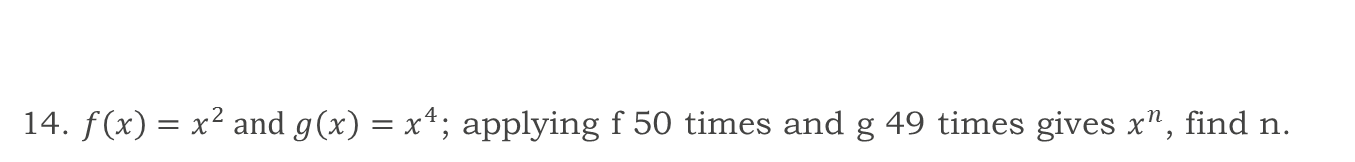 14. f(x) = x² and g(x) = x⁴; applying f 50 times and g 49 times gives xⁿ, find n.